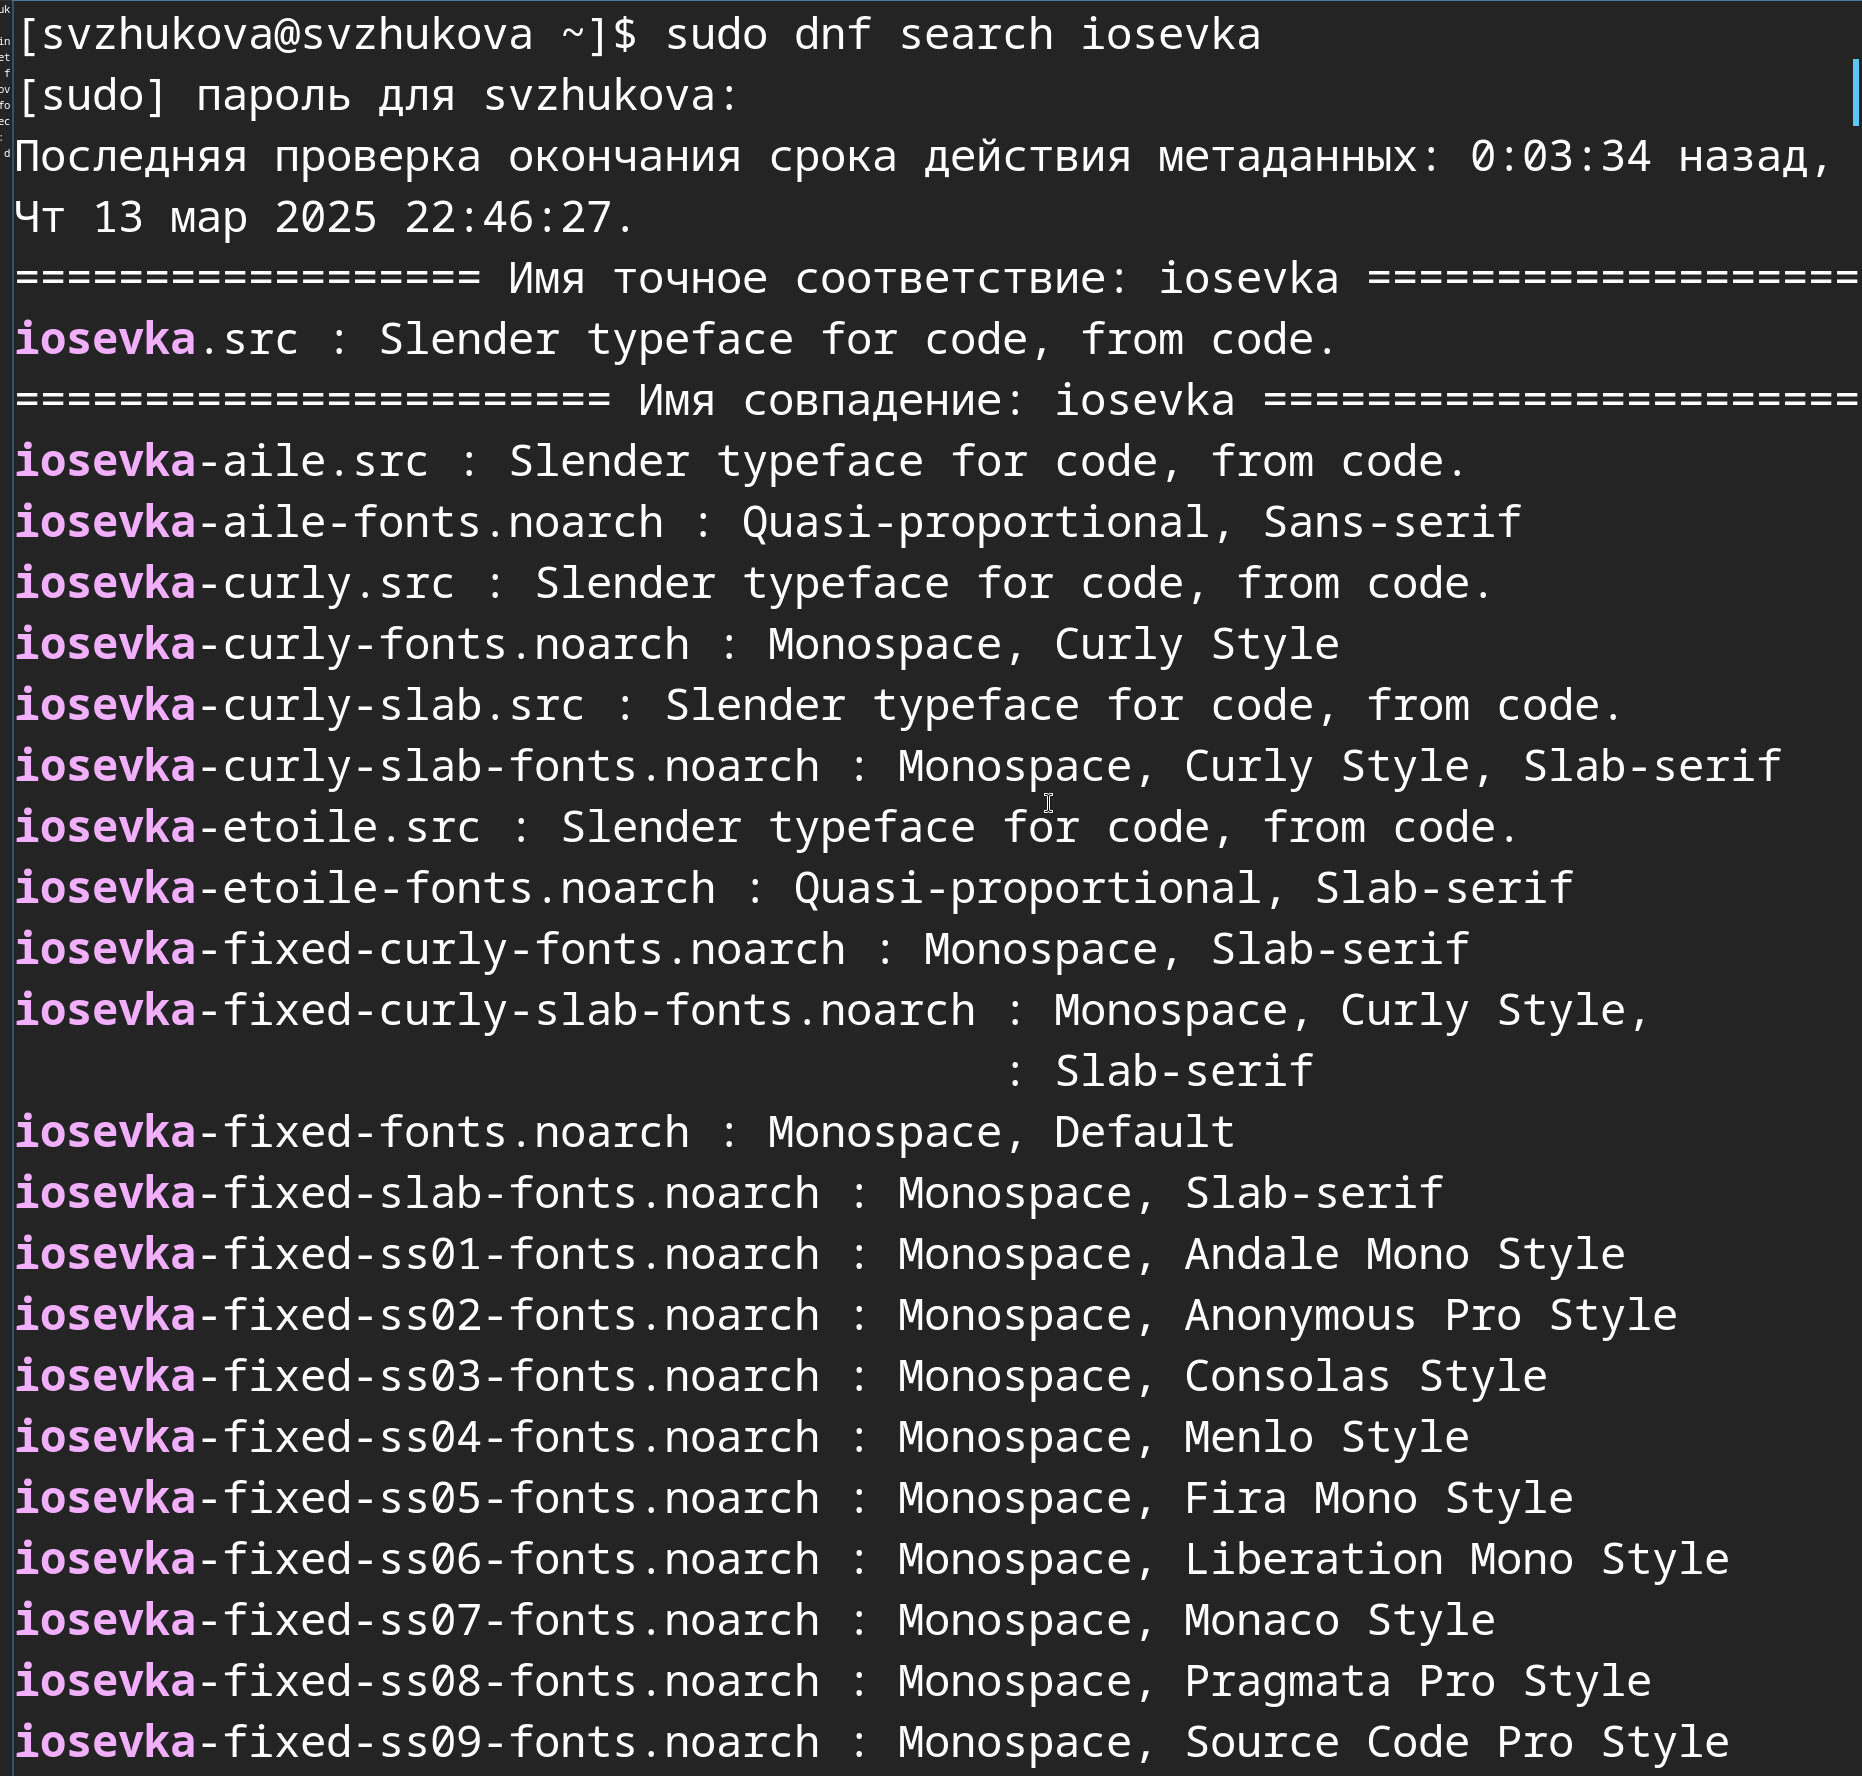 [svzhukova@svzhukova ~]$ sudo dnf search iosevka
[sudo] пароль для svzhukova:
Последняя проверка окончания срока действия метаданных: 0:03:34 назад,
Чт 13 мар 2025 22:46:27.
================== Имя точное соответствие: iosevka ===================
iosevka.src : Slender typeface for code, from code.
======================= Имя совпадение: iosevka =======================
iosevka-aile.src : Slender typeface for code, from code.
iosevka-aile-fonts.noarch : Quasi-proportional, Sans-serif
iosevka-curly.src : Slender typeface for code, from code.
iosevka-curly-fonts.noarch : Monospace, Curly Style
iosevka-curly-slab.src : Slender typeface for code, from code.
iosevka-curly-slab-fonts.noarch : Monospace, Curly Style, Slab-serif
iosevka-etoile.src : Slender typeface for code, from code.
iosevka-etoile-fonts.noarch : Quasi-proportional, Slab-serif
iosevka-fixed-curly-fonts.noarch : Monospace, Slab-serif
iosevka-fixed-curly-slab-fonts.noarch : Monospace, Curly Style,
: Slab-serif
iosevka-fixed-fonts.noarch : Monospace, Default
iosevka-fixed-slab-fonts.noarch : Monospace, Slab-serif
iosevka-fixed-ss01-fonts.noarch : Monospace, Andale Mono Style
iosevka-fixed-ss02-fonts.noarch : Monospace, Anonymous Pro Style
iosevka-fixed-ss03-fonts.noarch : Monospace, Consolas Style
iosevka-fixed-ss04-fonts.noarch : Monospace, Menlo Style
iosevka-fixed-ss05-fonts.noarch : Monospace, Fira Mono Style
iosevka-fixed-ss06-fonts.noarch : Monospace, Liberation Mono Style
iosevka-fixed-ss07-fonts.noarch : Monospace, Monaco Style
iosevka-fixed-ss08-fonts.noarch : Monospace, Pragmata Pro Style
iosevka-fixed-ss09-fonts.noarch : Monospace, Source Code Pro Style